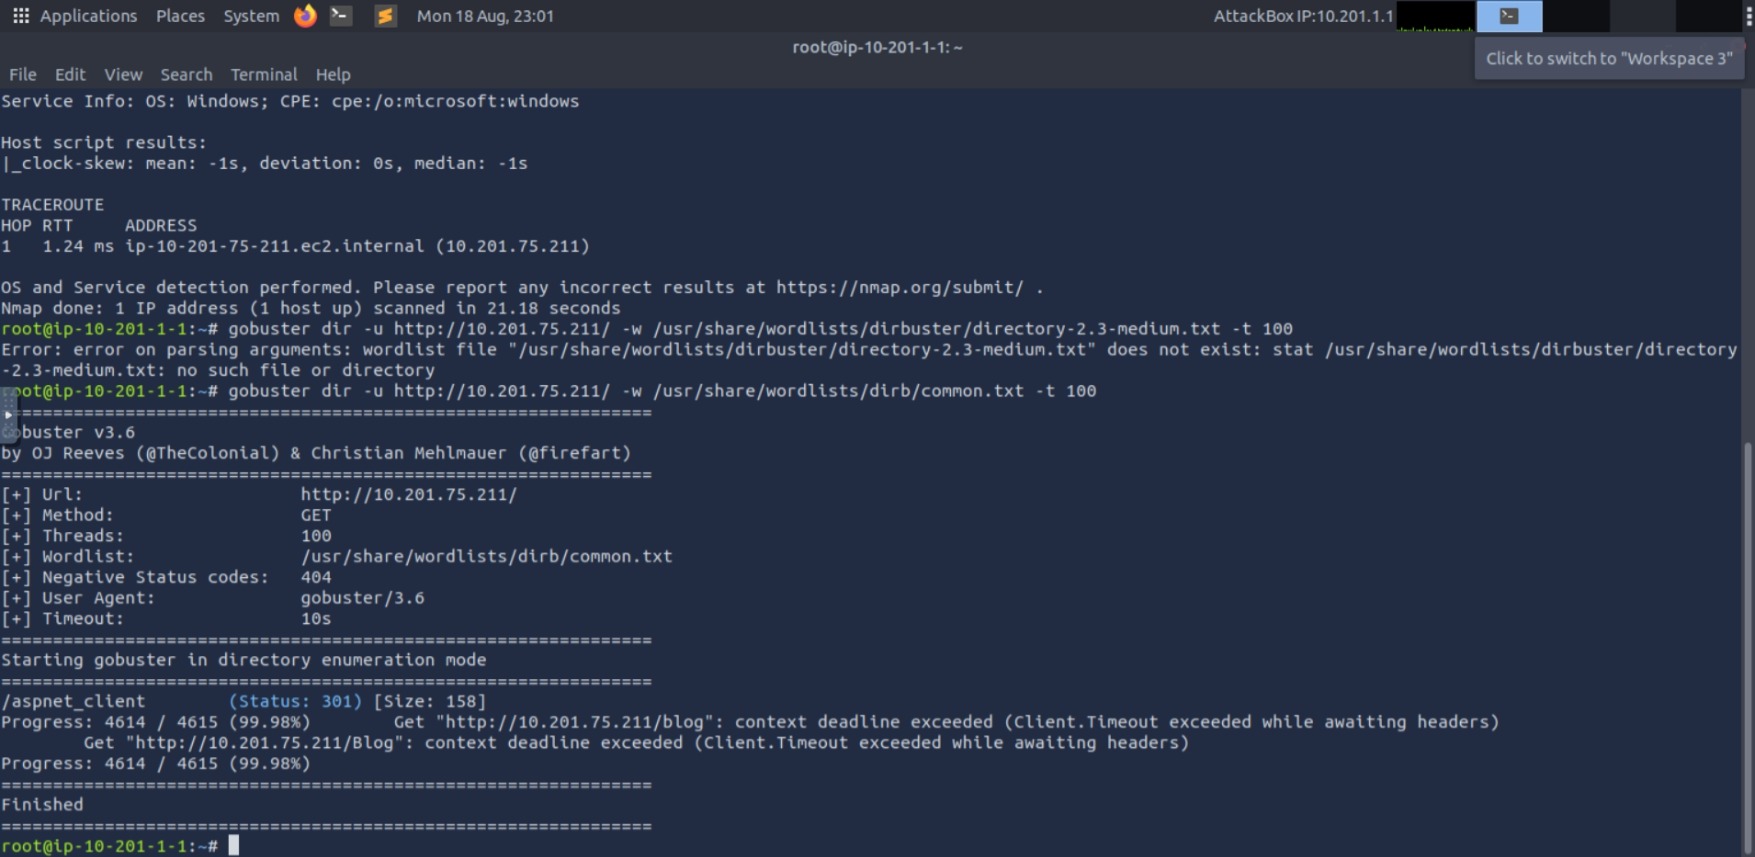 Applications Places System Mon 18 Aug, 23:01 AttackBox IP:10.201.1.1
root@ip-10-201-1-1: ~
Click to switch to "Workspace 3"
File Edit View Search Terminal Help
Service Info: OS: Windows; CPE: cpe:/o:microsoft:windows
Host script results:
|_clock-skew: mean: -1s, deviation: 0s, median: -1s
TRACEROUTE
HOP RTT ADDRESS
1 1.24 ms ip-10-201-75-211.ec2.internal (10.201.75.211)
OS and Service detection performed. Please report any incorrect results at https://nmap.org/submit/ .
Nmap done: 1 IP address (1 host up) scanned in 21.18 seconds
root@ip-10-201-1-1:~# gobuster dir -u http://10.201.75.211/ -w /usr/share/wordlists/dirbuster/directory-2.3-medium.txt -t 100
Error: error on parsing arguments: wordlist file "/usr/share/wordlists/dirbuster/directory-2.3-medium.txt" does not exist: stat /usr/share/wordlists/dirbuster/directory
-2.3-medium.txt: no such file or directory
root@ip-10-201-1-1:~# gobuster dir -u http://10.201.75.211/ -w /usr/share/wordlists/dirb/common.txt -t 100
===============================================================
Gobuster v3.6
by OJ Reeves (@TheColonial) & Christian Mehlmauer (@firefart)
===============================================================
[+] Url: http://10.201.75.211/
[+] Method: GET
[+] Threads: 100
[+] Wordlist: /usr/share/wordlists/dirb/common.txt
[+] Negative Status codes: 404
[+] User Agent: gobuster/3.6
[+] Timeout: 10s
===============================================================
Starting gobuster in directory enumeration mode
===============================================================
/aspnet_client (Status: 301) [Size: 158]
Progress: 4614 / 4615 (99.98%) Get "http://10.201.75.211/blog": context deadline exceeded (Client.Timeout exceeded while awaiting headers)
Get "http://10.201.75.211/Blog": context deadline exceeded (Client.Timeout exceeded while awaiting headers)
Progress: 4614 / 4615 (99.98%)
===============================================================
Finished
===============================================================
root@ip-10-201-1-1:~#